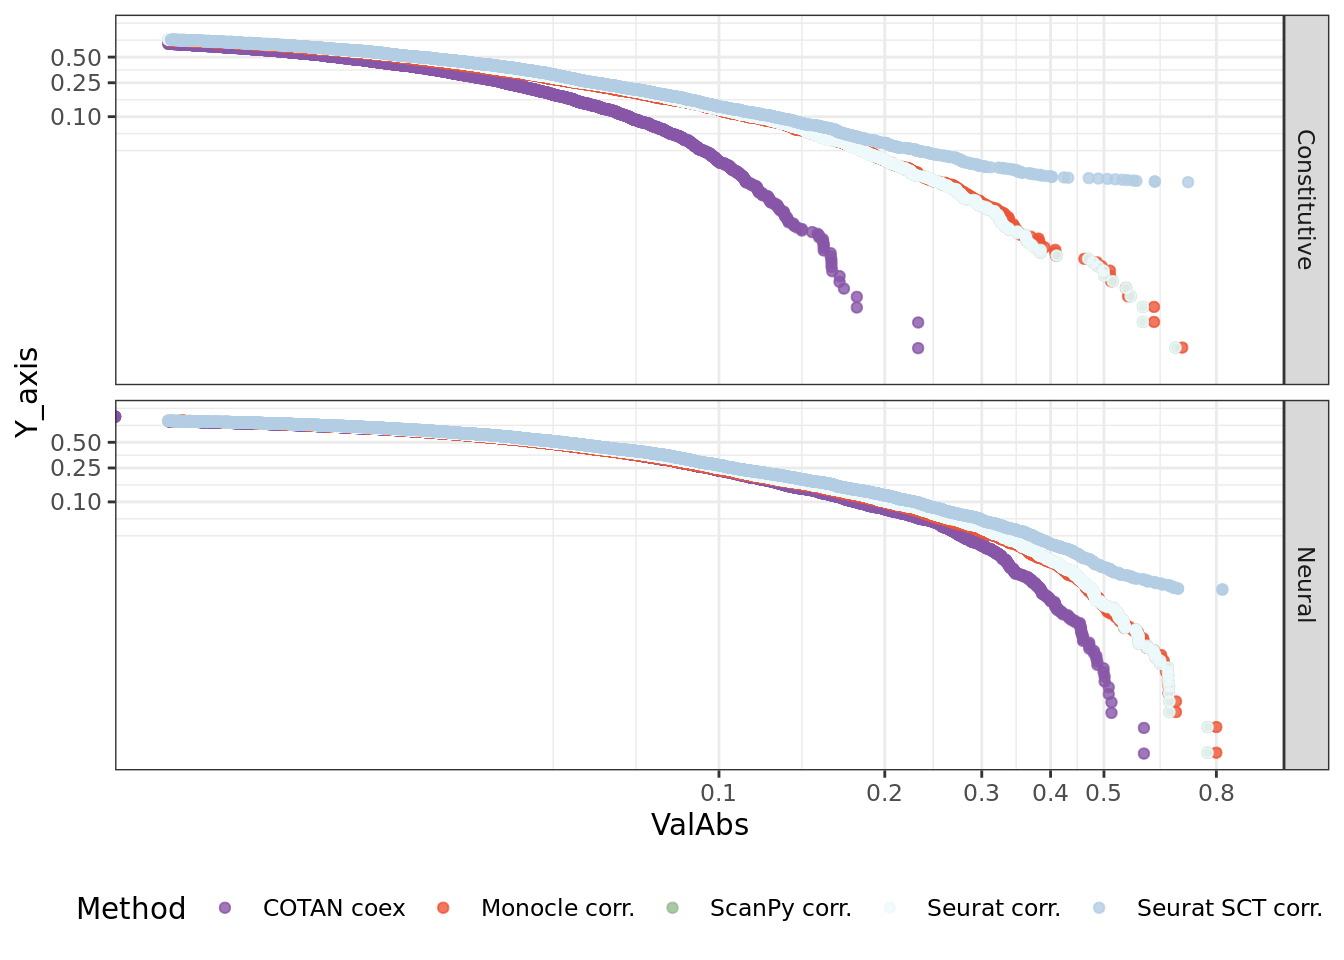 0.50
0.25
0.10
Constitutive
Y_axis
0.50
0.25
0.10
Neural
0.1 0.2 0.3 0.4 0.5 0.8
ValAbs
Method COTAN coex Monocle corr. ScanPy corr. Seurat corr. Seurat SCT corr.